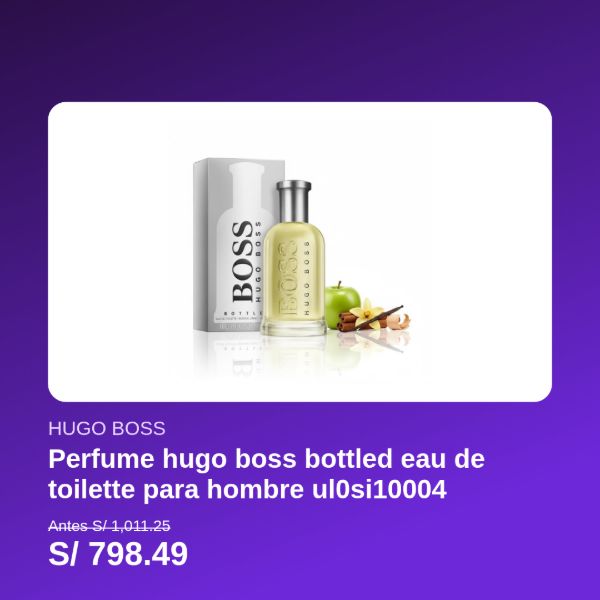 BOSS
HUGO BOSS
BOTTLE
BOSS
HUGO BOSS
HUGO BOSS
Perfume hugo boss bottled eau de
toilette para hombre ul0si10004
Antes S/ 1,011.25
S/ 798.49